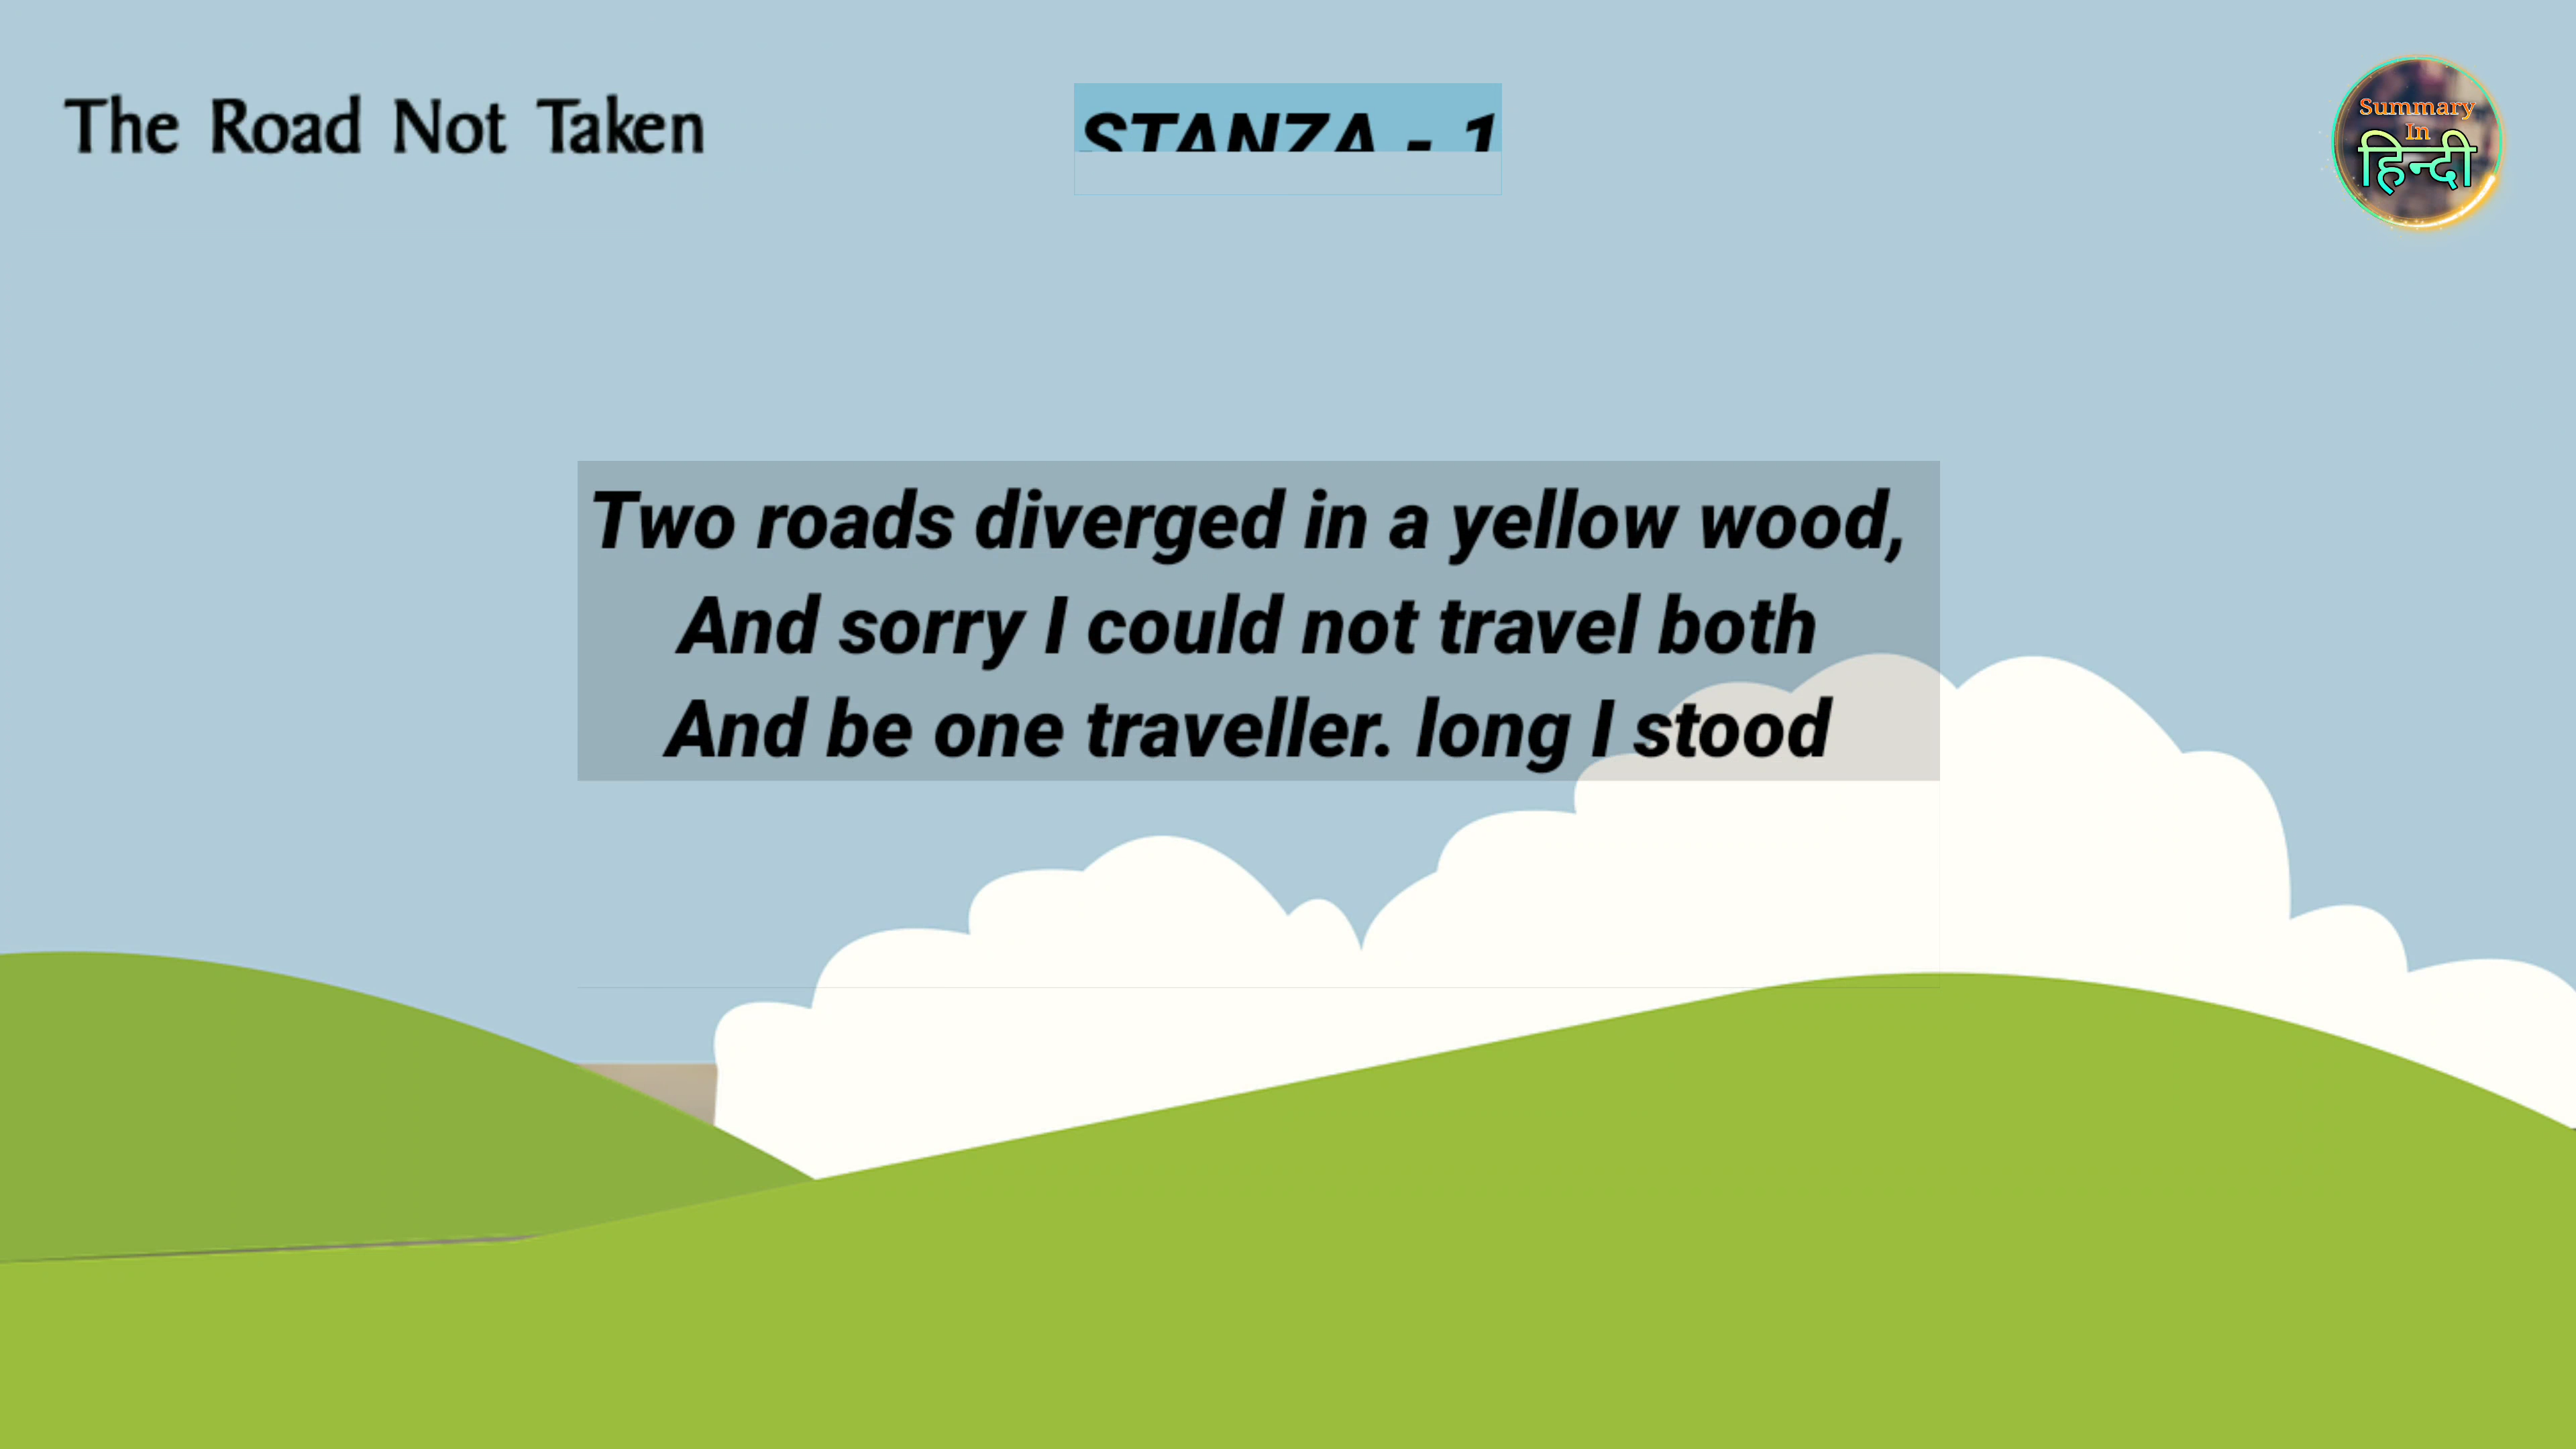 The Road Not Taken
STANZA - 1
Summary
In
हिन्दी
Two roads diverged in a yellow wood,
And sorry I could not travel both
And be one traveller. long I stood